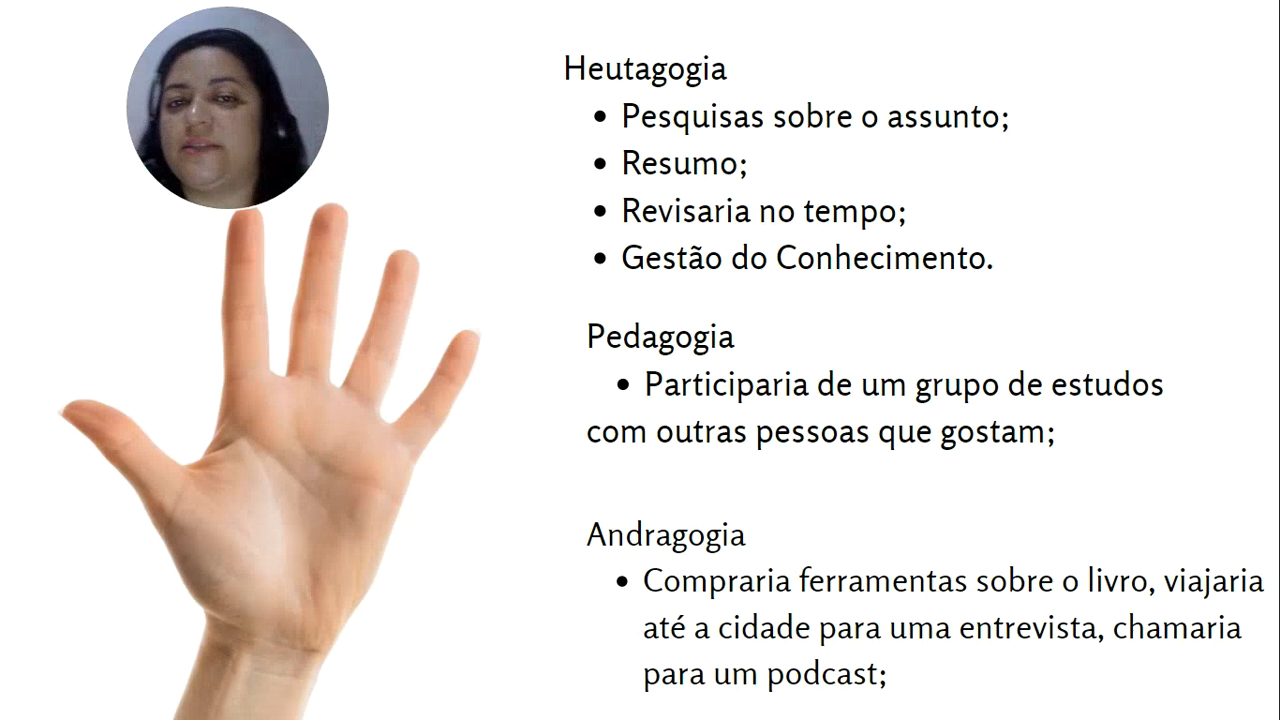 Heutagogia
• Pesquisas sobre o assunto;
• Resumo;
• Revisaria no tempo;
• Gestão do Conhecimento.
Pedagogia
• Participaria de um grupo de estudos
com outras pessoas que gostam;
Andragogia
• Compraria ferramentas sobre o livro, viajaria
até a cidade para uma entrevista, chamaria
para um podcast;